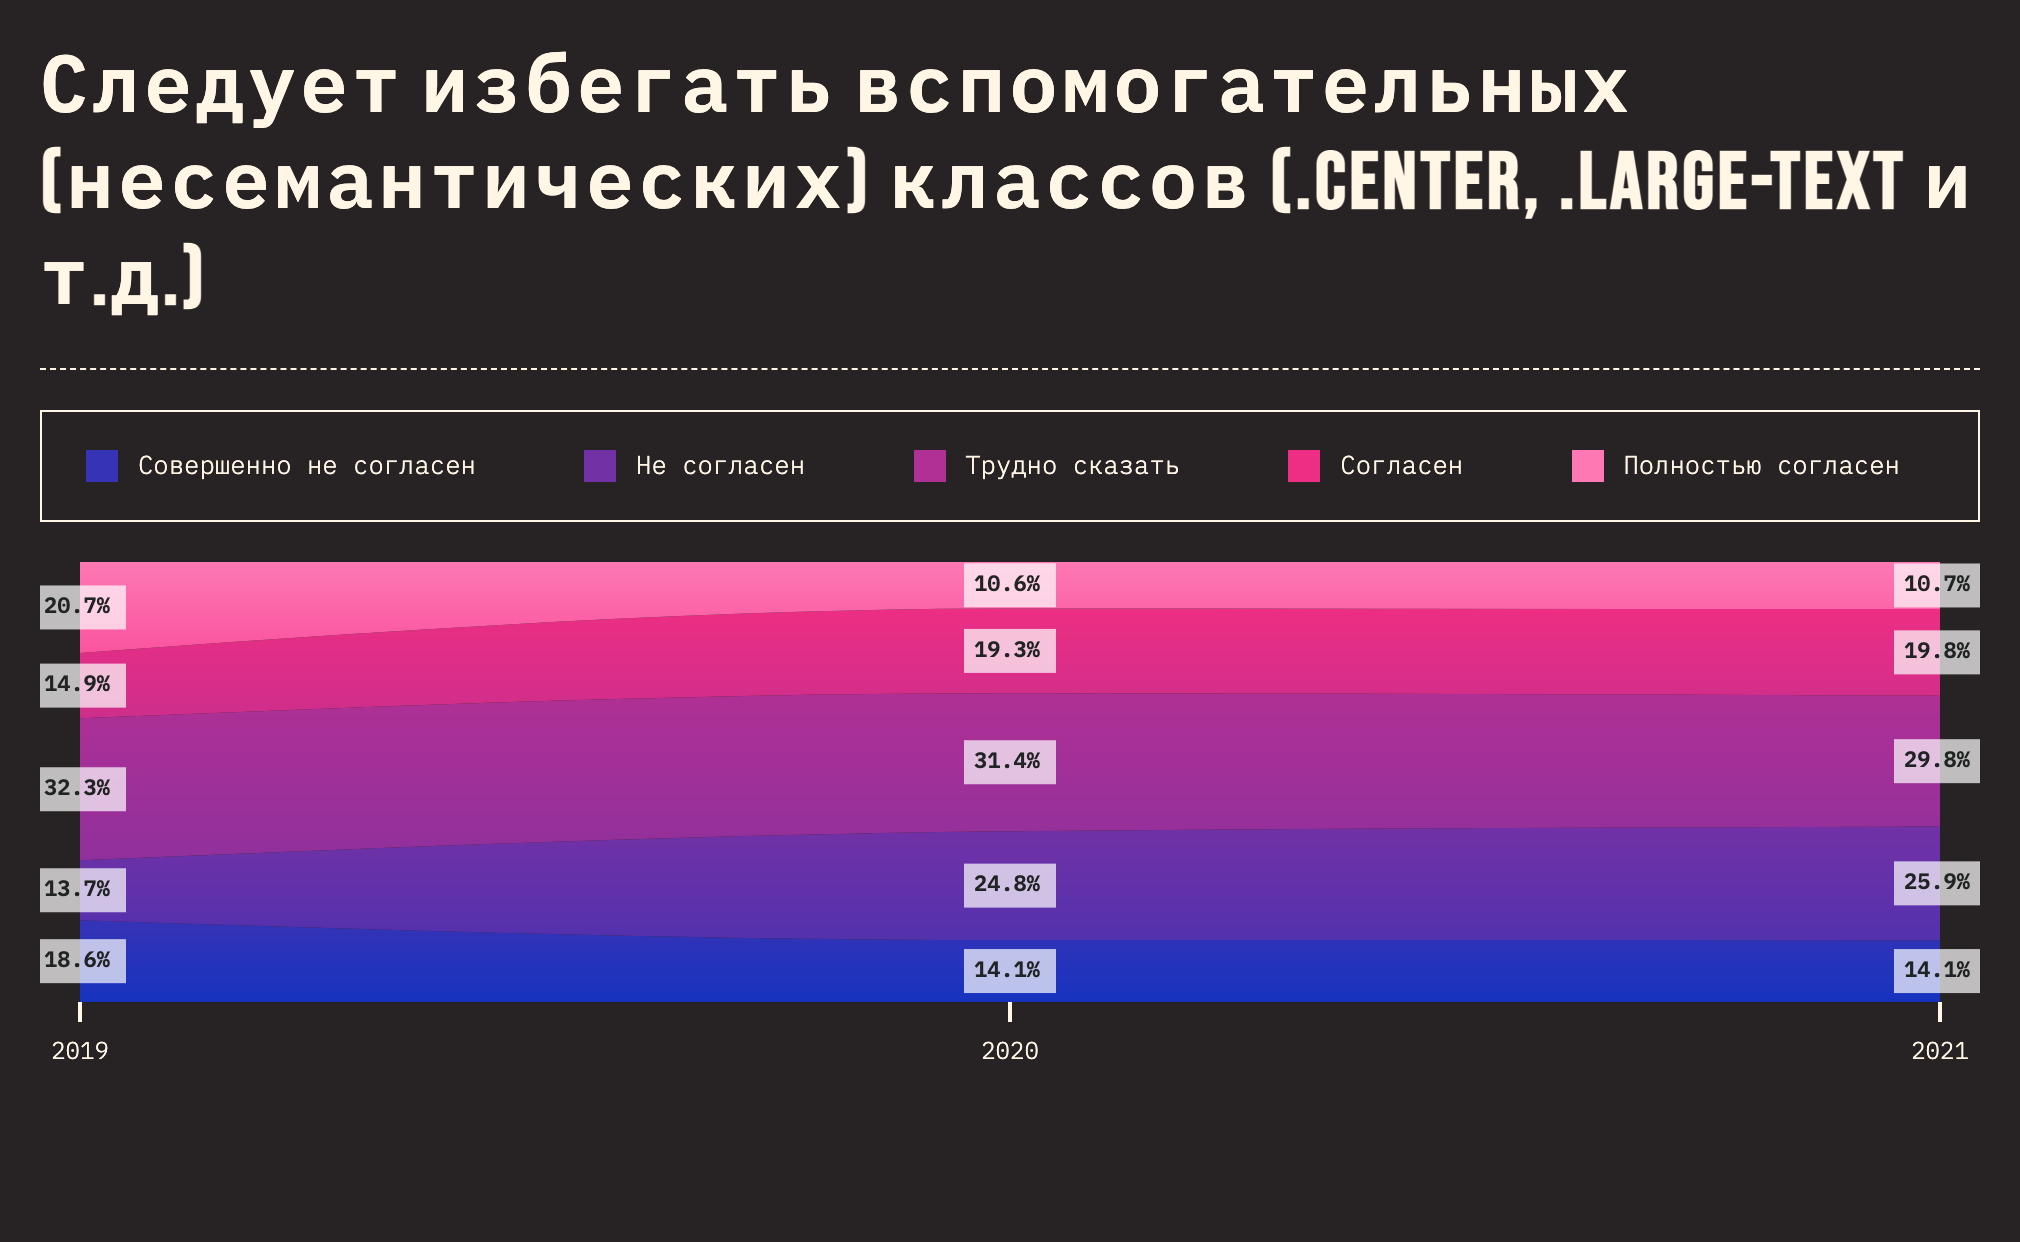 Следует избегать вспомогательных
(несемантических) классов (.CENTER, .LARGE-TEXT и
т.д.)
Совершенно не согласен Не согласен Трудно сказать Согласен Полностью согласен
20.7% 10.6% 10.7%
14.9% 19.3% 19.8%
32.3% 31.4% 29.8%
13.7% 24.8% 25.9%
18.6% 14.1% 14.1%
2019 2020 2021